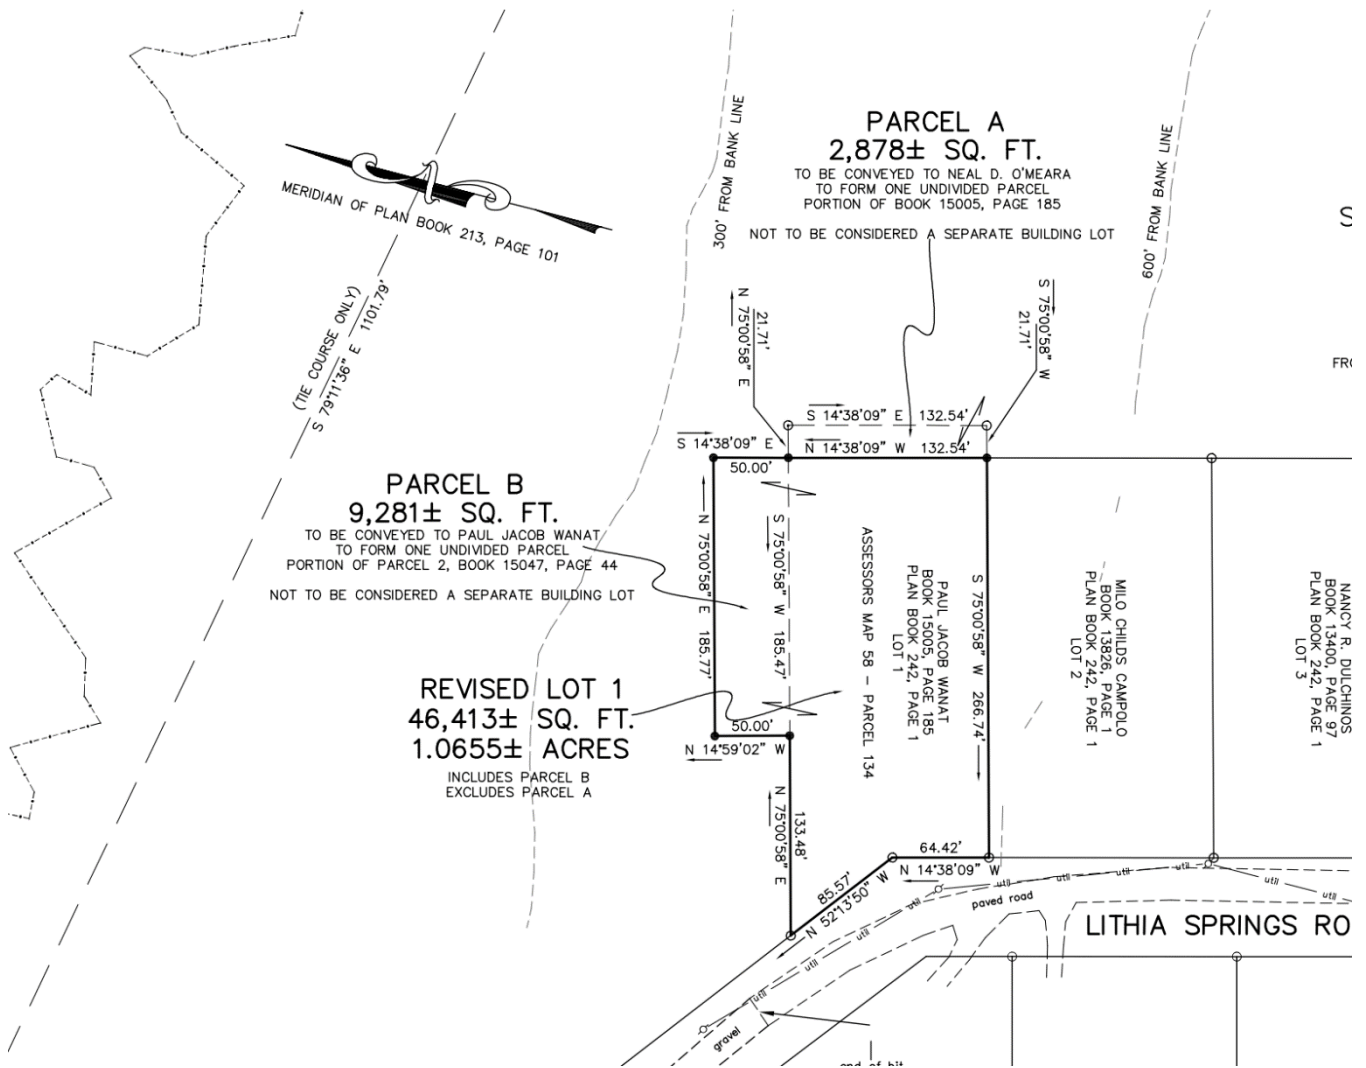 MERIDIAN OF PLAN BOOK 213, PAGE 101
(TIE COURSE ONLY)
S 79°11'36" E 1101.79'
300' FROM BANK LINE
PARCEL A
2,878± SQ. FT.
TO BE CONVEYED TO NEAL D. O'MEARA
TO FORM ONE UNDIVIDED PARCEL
PORTION OF BOOK 15005, PAGE 185
NOT TO BE CONSIDERED A SEPARATE BUILDING LOT
600' FROM BANK LINE
S
FRO
21.71'
N 75°00'58" E
S 75°00'58" W
21.71'
S 14°38'09" E 132.54'
S 14°38'09" E
50.00'
N 14°38'09" W 132.54'
PARCEL B
9,281± SQ. FT.
TO BE CONVEYED TO PAUL JACOB WANAT
TO FORM ONE UNDIVIDED PARCEL
PORTION OF PARCEL 2, BOOK 15047, PAGE 44
NOT TO BE CONSIDERED A SEPARATE BUILDING LOT
N 75°00'58" E 185.77'
S 75°00'58" W 185.47'
ASSESSORS MAP 58 – PARCEL 134
PAUL JACOB WANAT
BOOK 15005, PAGE 185
PLAN BOOK 242, PAGE 1
LOT 1
S 75°00'58" W 266.74'
MILO CHILDS CAMPOLO
BOOK 13826, PAGE 1
PLAN BOOK 242, PAGE 1
LOT 2
NANCY R. DULCHINOS
BOOK 13400, PAGE 97
PLAN BOOK 242, PAGE 1
LOT 3
REVISED LOT 1
46,413± SQ. FT.
1.0655± ACRES
INCLUDES PARCEL B
EXCLUDES PARCEL A
50.00'
N 14°59'02" W
133.48'
N 75°00'58" E
85.57'
N 52°13'50" W
64.42'
N 14°38'09" W
util
util
util
util
util
util
util
util
util
util
paved road
LITHIA SPRINGS RO
gravel
end of bit